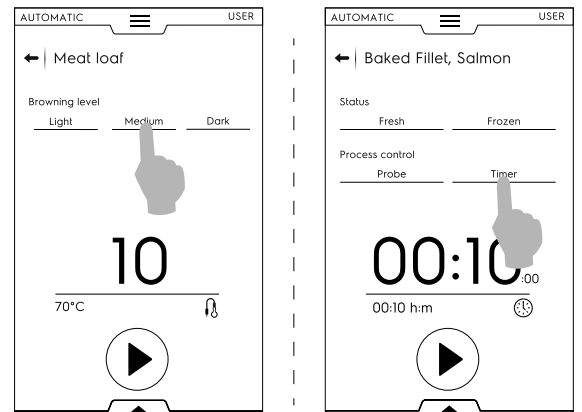 AUTOMATIC USER
Meat loaf
Browning level
Light Medium Dark
10
70°C
AUTOMATIC USER
Baked Fillet, Salmon
Status
Fresh Frozen
Process control
Probe Timer
00:10:00
00:10 h:m